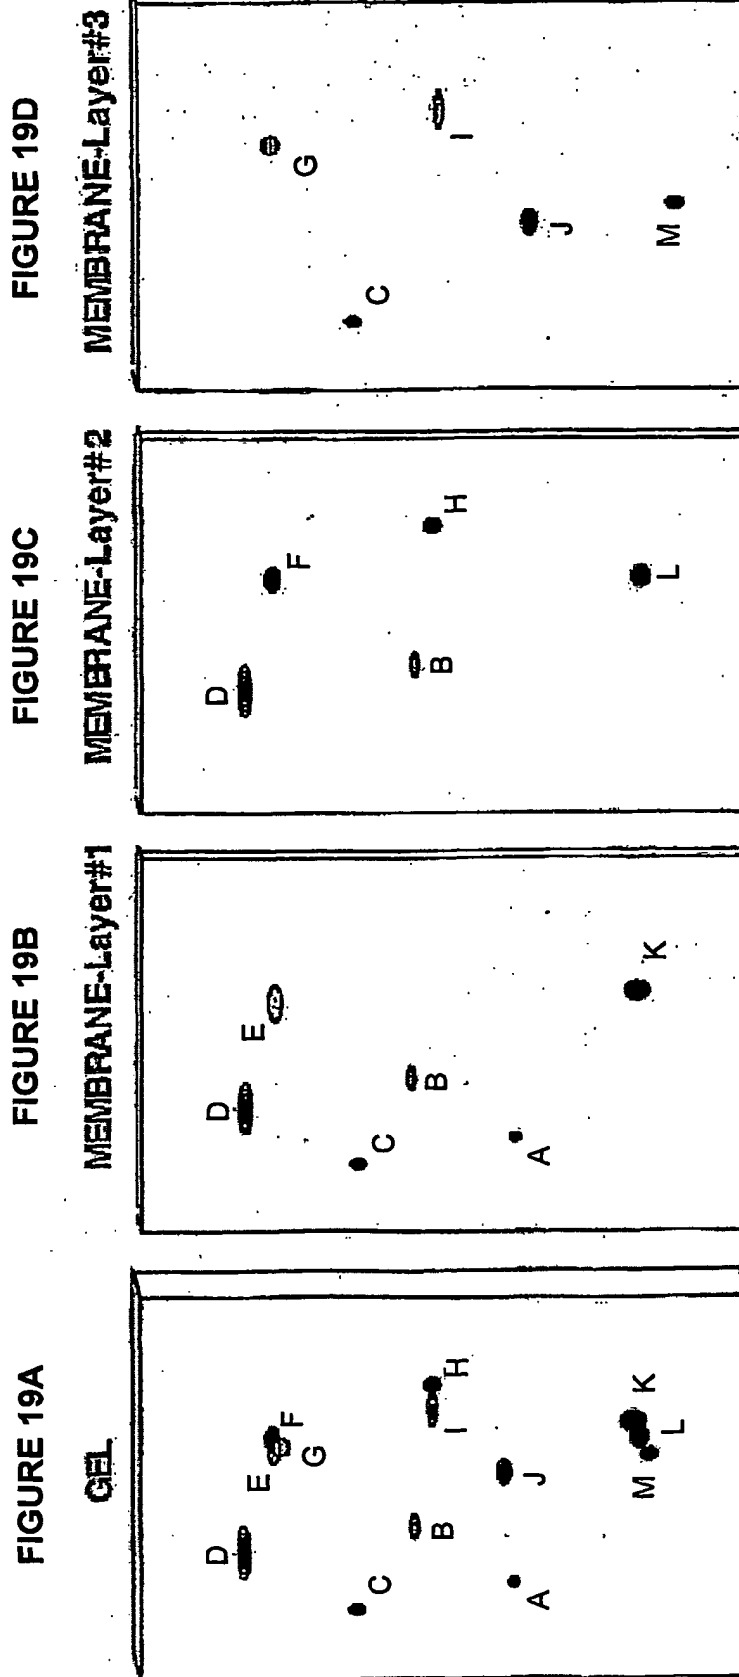 FIGURE 19A
GEL
D
E
F
G
C
B
I
H
A
J
M
L
K
FIGURE 19B
MEMBRANE-Layer#1
D
E
C
B
A
K
FIGURE 19C
MEMBRANE-Layer#2
D
F
B
H
L
FIGURE 19D
MEMBRANE-Layer#3
G
C
I
J
M